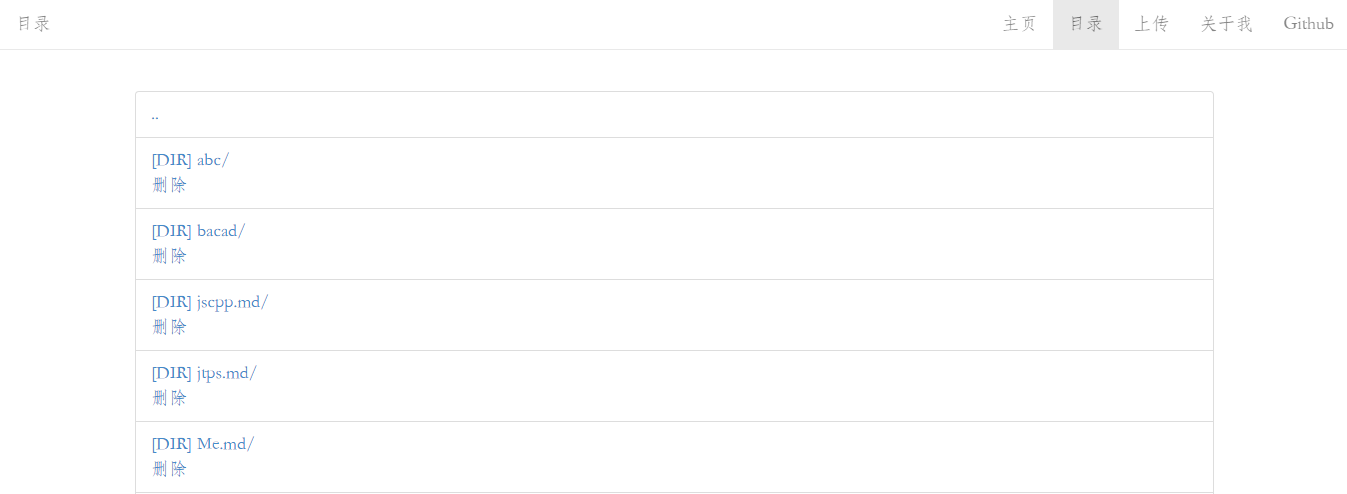 目录 主页 目录 上传 关于我 Github
..
[DIR] abc/
删除
[DIR] bacad/
删除
[DIR] jscpp.md/
删除
[DIR] jtps.md/
删除
[DIR] Me.md/
删除